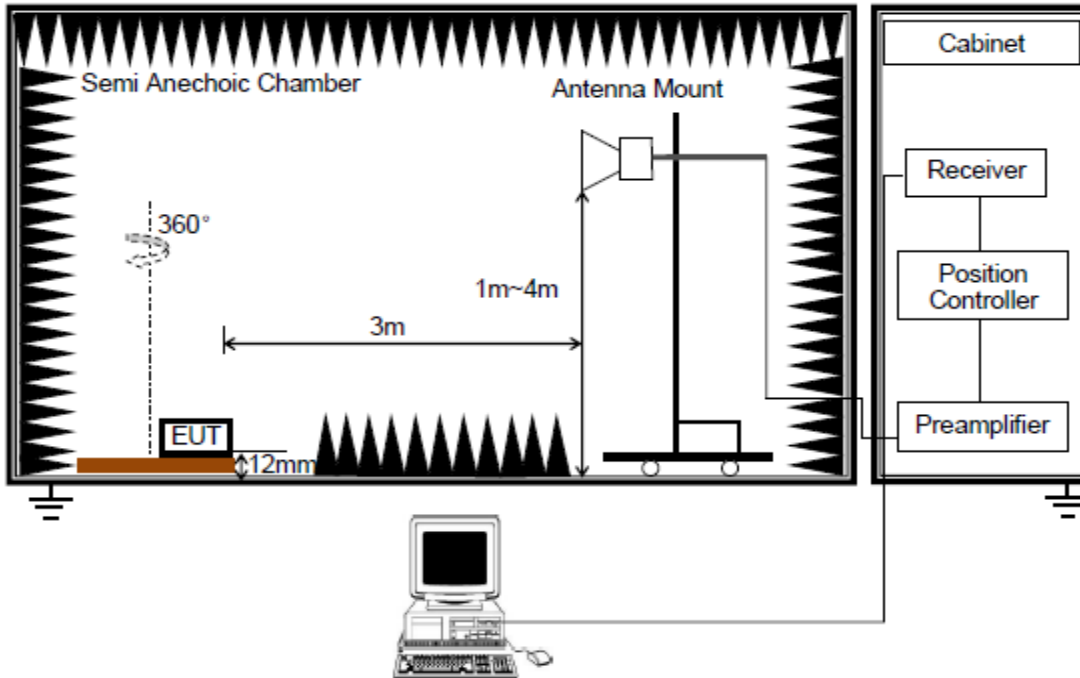 Semi Anechoic Chamber
Antenna Mount
Cabinet
Receiver
360°
Position
Controller
1m~4m
3m
Preamplifier
EUT
12mm